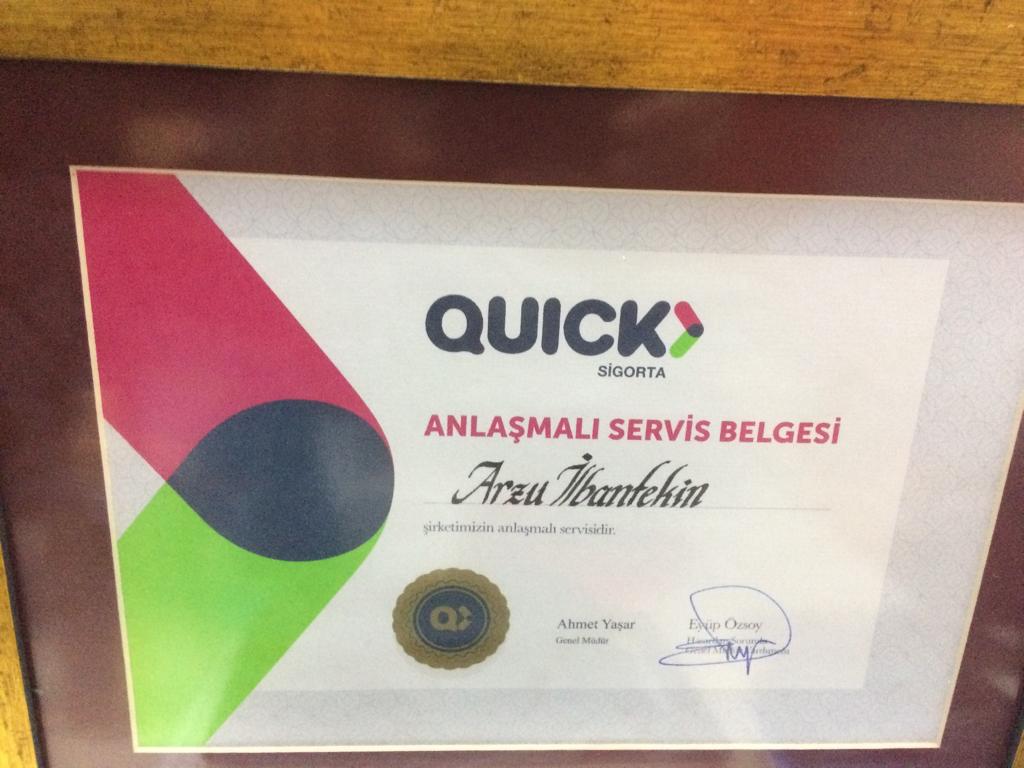 QUICK
SİGORTA
ANLAŞMALI SERVİS BELGESİ
Arzu İlbantekin
şirketimizin anlaşmalı servisidir.
Ahmet Yaşar
Genel Müdür
Eyüp Özsoy
Hasardan Sorumlu
Genel Müdür Yardımcısı